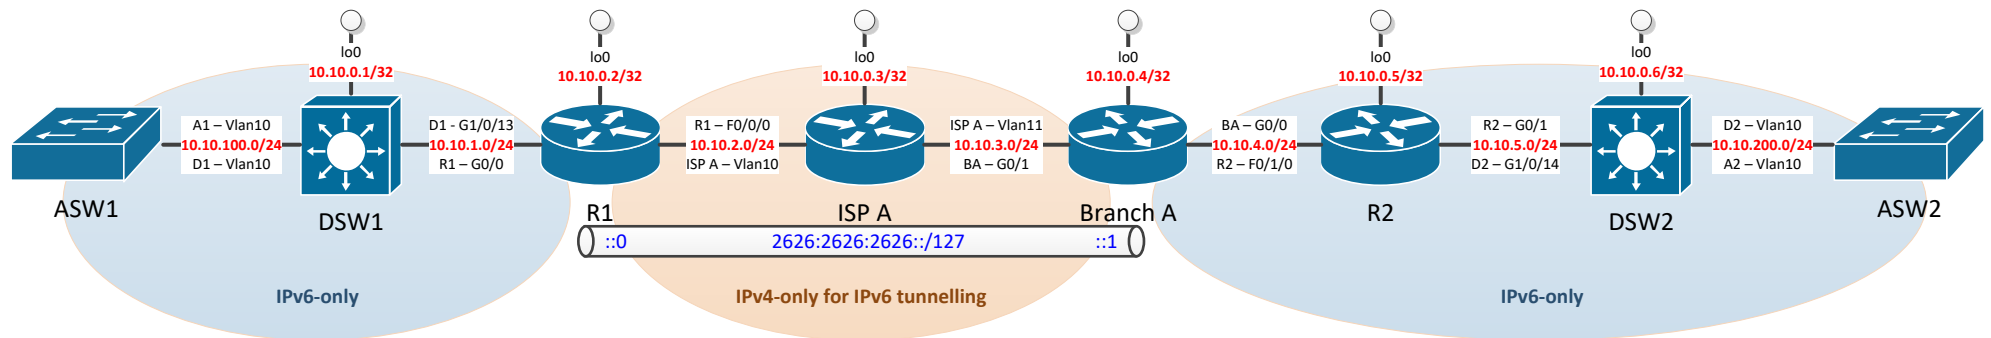 lo0
10.10.0.1/32
lo0
10.10.0.2/32
lo0
10.10.0.3/32
lo0
10.10.0.4/32
lo0
10.10.0.5/32
lo0
10.10.0.6/32
A1 – Vlan10
10.10.100.0/24
D1 – Vlan10
D1 - G1/0/13
10.10.1.0/24
R1 – G0/0
R1 – F0/0/0
10.10.2.0/24
ISP A – Vlan10
ISP A – Vlan11
10.10.3.0/24
BA – G0/1
BA – G0/0
10.10.4.0/24
R2 – F0/1/0
R2 – G0/1
10.10.5.0/24
D2 – G1/0/14
D2 – Vlan10
10.10.200.0/24
A2 – Vlan10
ASW1
DSW1
R1
ISP A
Branch A
R2
DSW2
ASW2
::0 2626:2626:2626::/127 ::1
IPv6-only
IPv4-only for IPv6 tunnelling
IPv6-only